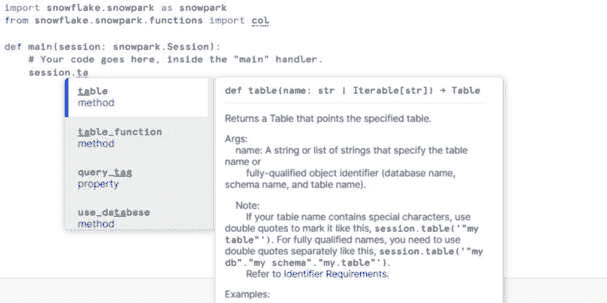 import snowflake.snowpark as snowpark
from snowflake.snowpark.functions import col
def main(session: snowpark.Session):
# Your code goes here, inside the "main" handler.
session.ta
table
method
table_function
method
query_tag
property
use_database
method
def table(name: str | Iterable[str]) → Table
Returns a Table that points the specified table.
Args:
name: A string or list of strings that specify the table
name or
fully-qualified object identifier (database name,
schema name, and table name).
Note:
If your table name contains special characters, use
double quotes to mark it like this, session.table('"my
table"'). For fully qualified names, you need to use
double quotes separately like this, session.table('"my
db"."my schema"."my.table"').
Refer to Identifier Requirements.
Examples: